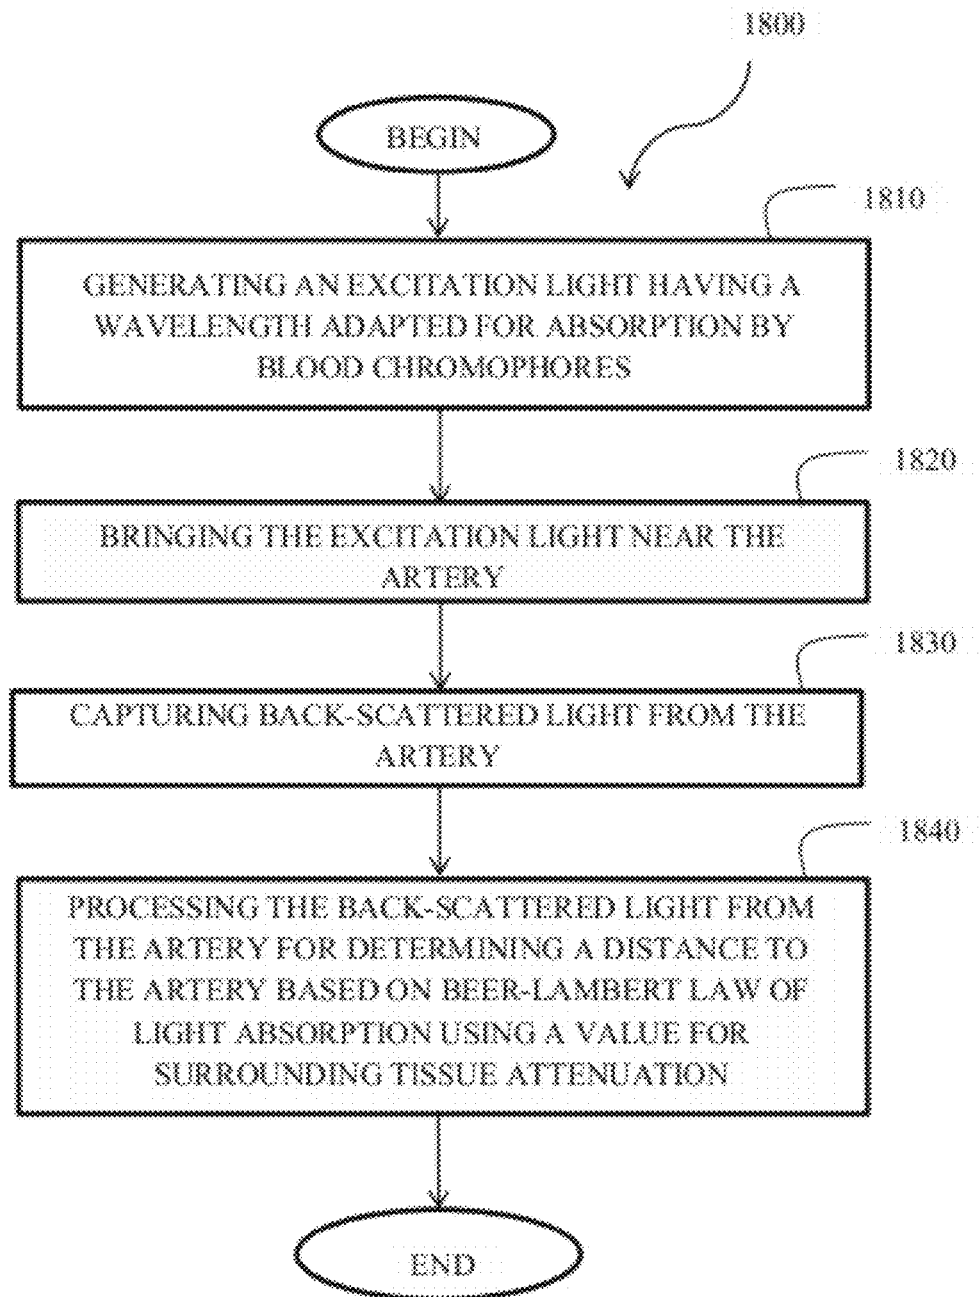 1800
BEGIN
1810
GENERATING AN EXCITATION LIGHT HAVING A
WAVELENGTH ADAPTED FOR ABSORPTION BY
BLOOD CHROMOPHORES
1820
BRINGING THE EXCITATION LIGHT NEAR THE
ARTERY
1830
CAPTURING BACK-SCATTERED LIGHT FROM THE
ARTERY
1840
PROCESSING THE BACK-SCATTERED LIGHT FROM
THE ARTERY FOR DETERMINING A DISTANCE TO
THE ARTERY BASED ON BEER-LAMBERT LAW OF
LIGHT ABSORPTION USING A VALUE FOR
SURROUNDING TISSUE ATTENUATION
END